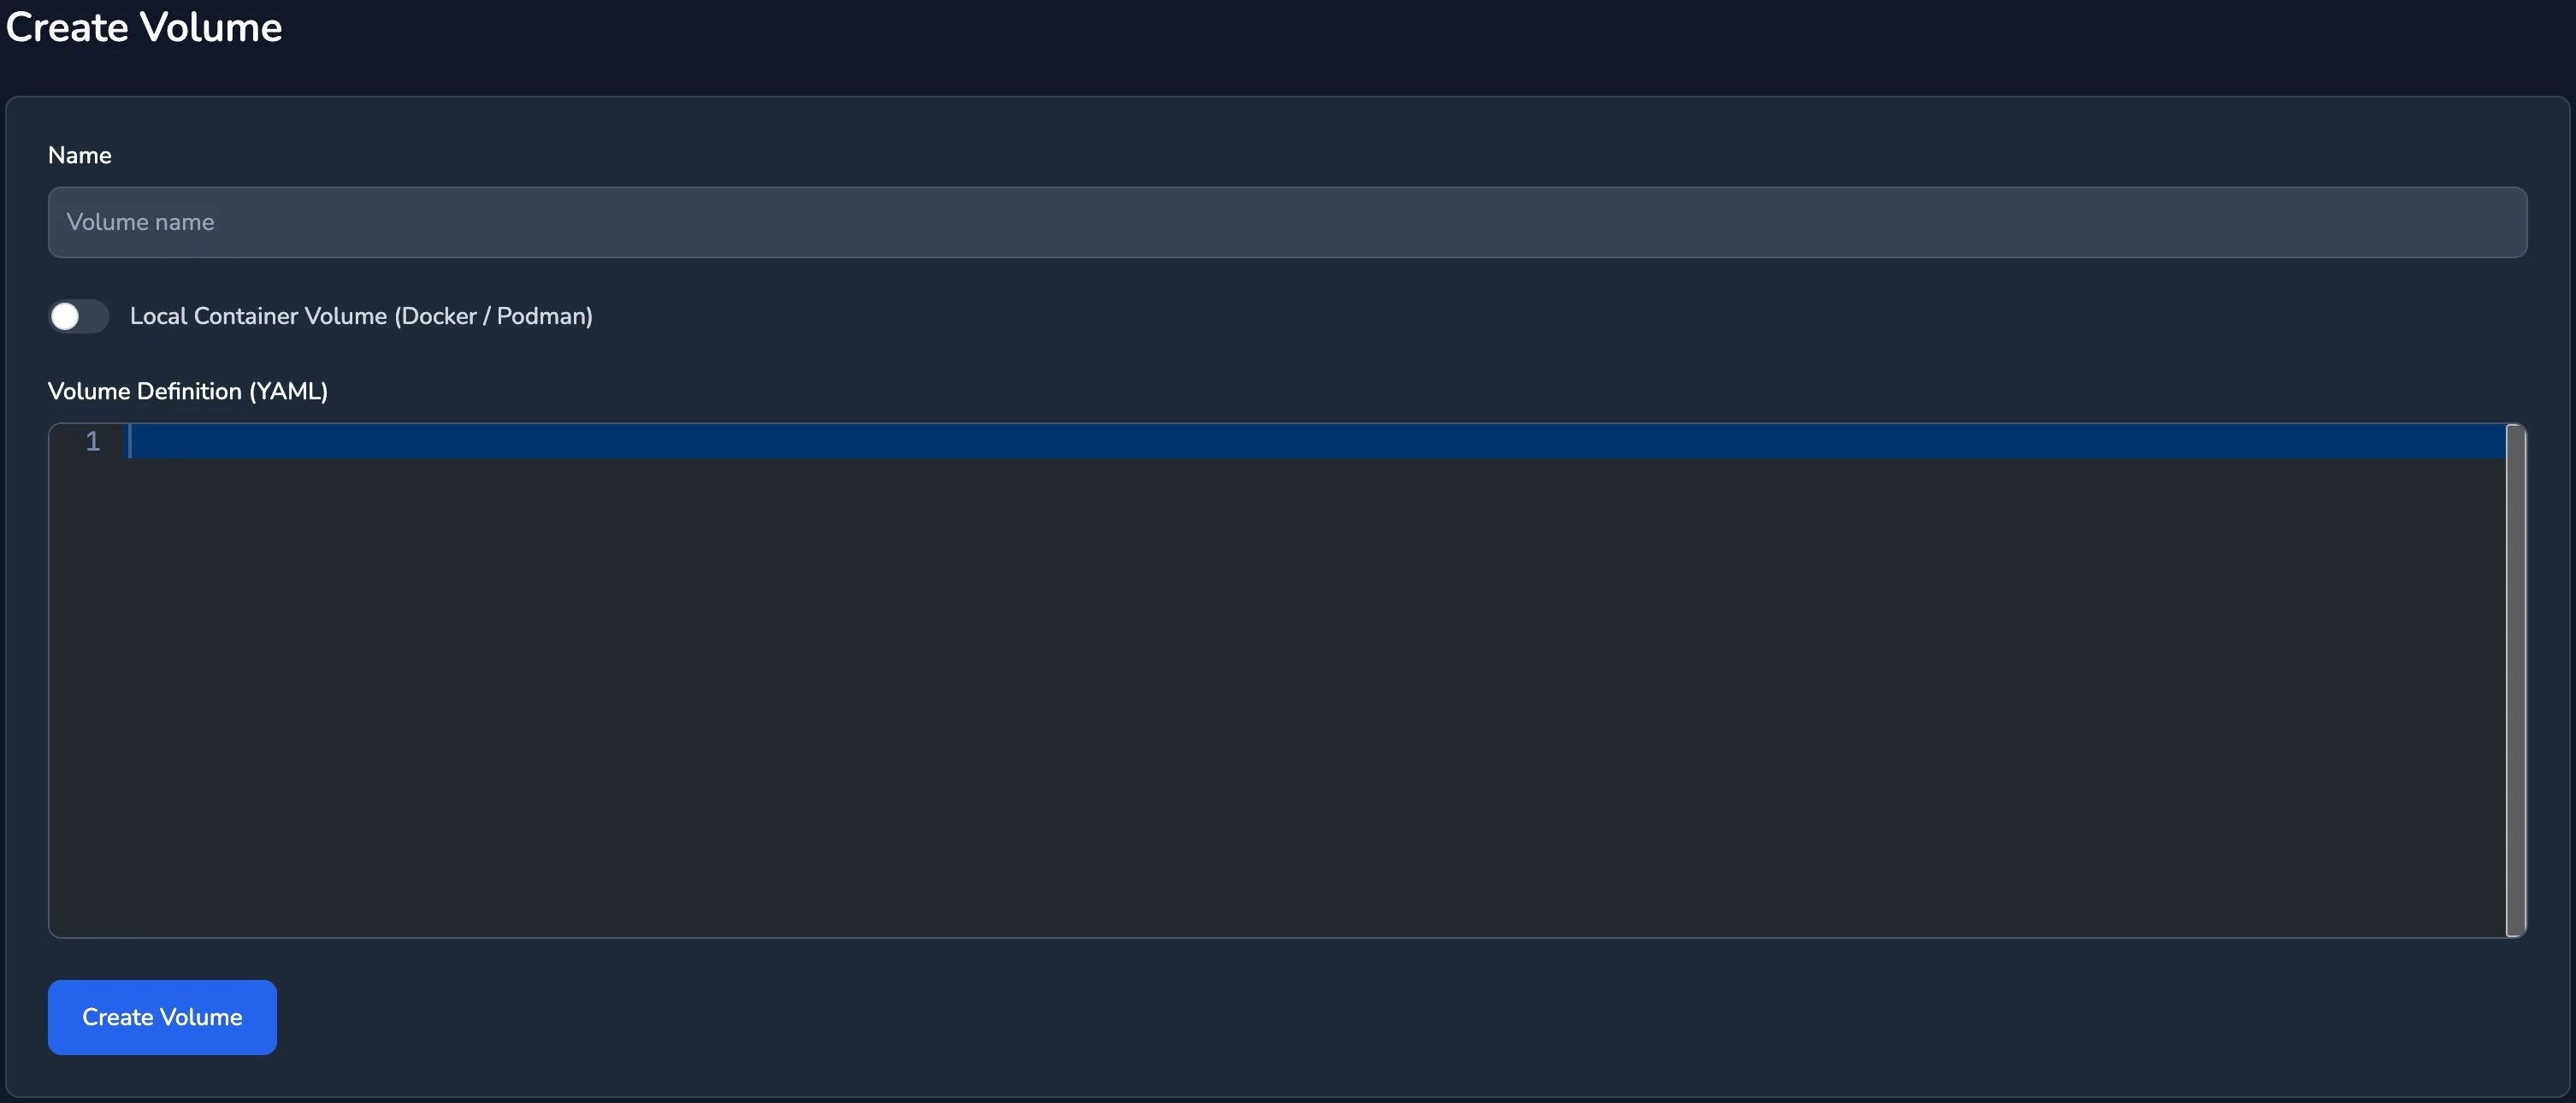 Create Volume
Name
Volume name
Local Container Volume (Docker / Podman)
Volume Definition (YAML)
1
Create Volume